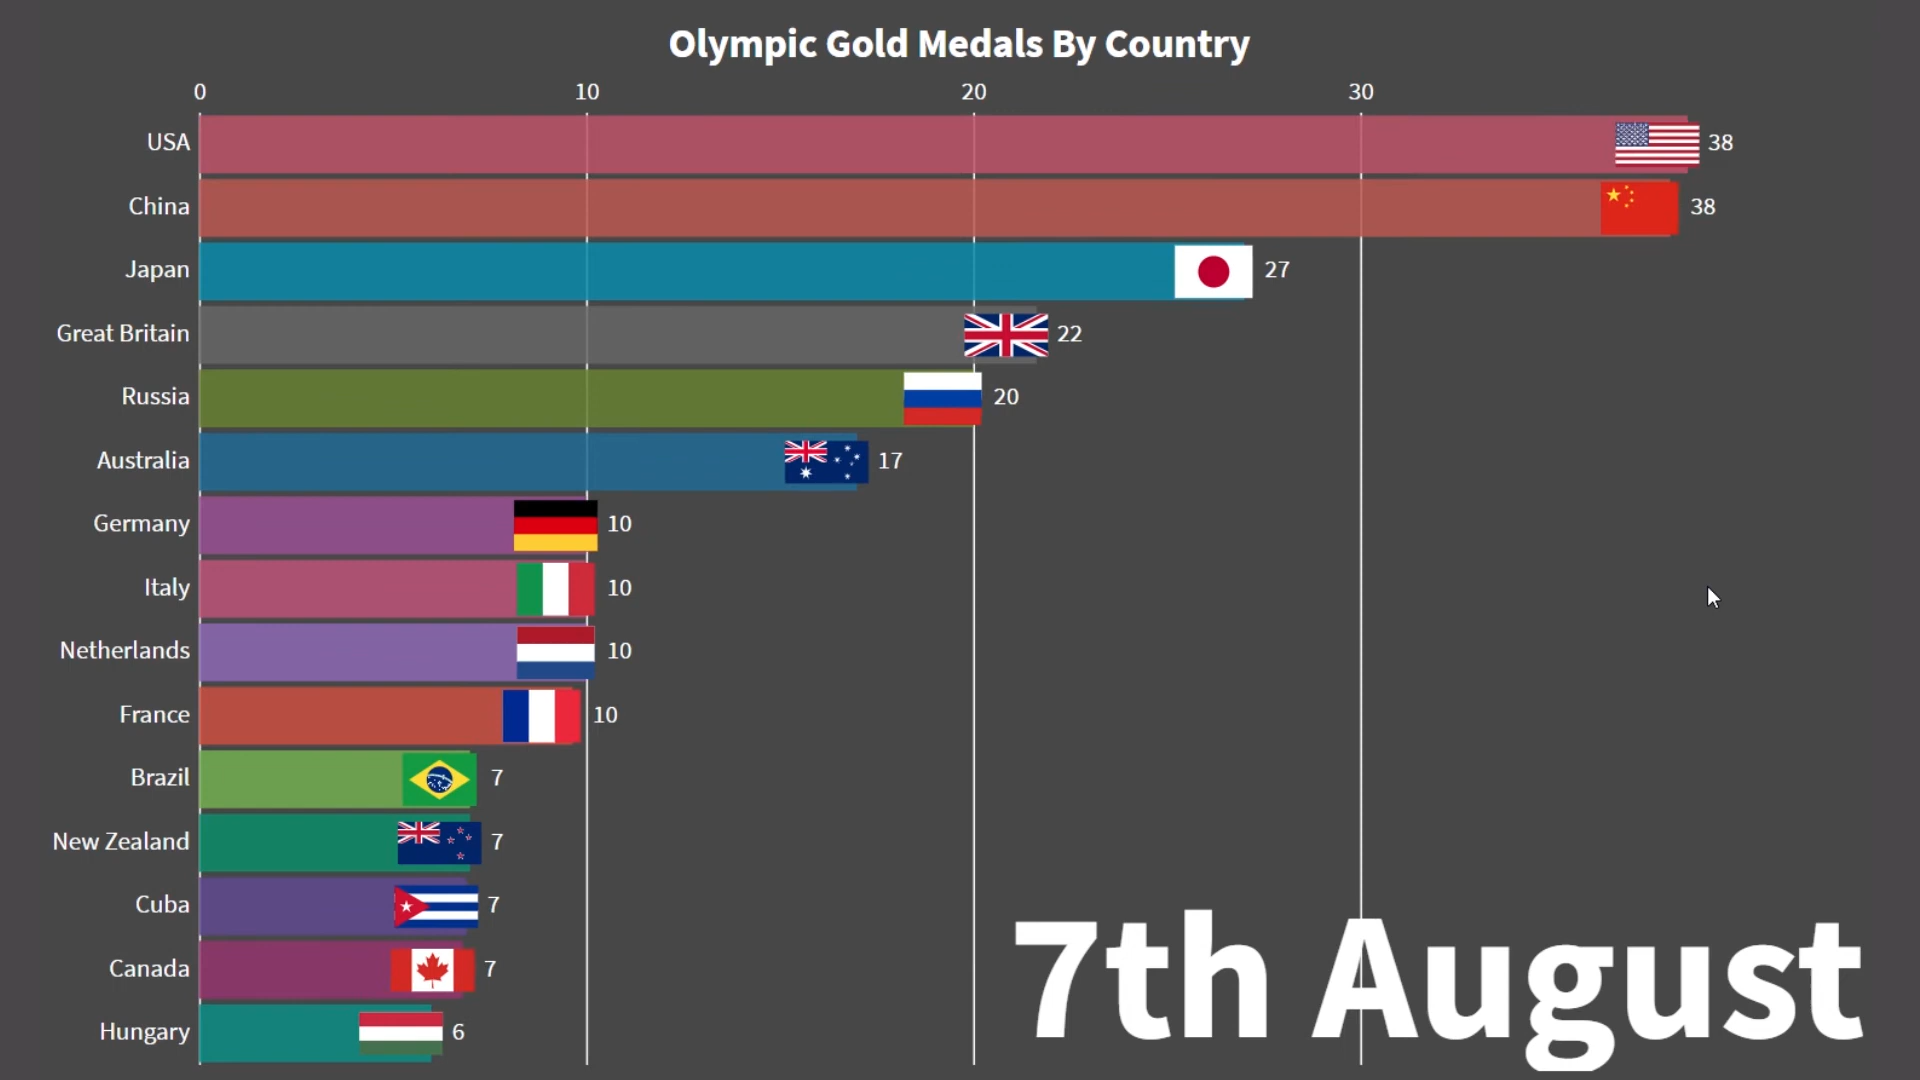 Olympic Gold Medals By Country
0 10 20 30
USA 38
China 38
Japan 27
Great Britain 22
Russia 20
Australia 17
Germany 10
Italy 10
Netherlands 10
France 10
Brazil 7
New Zealand 7
Cuba 7
Canada 7
Hungary 6
7th August